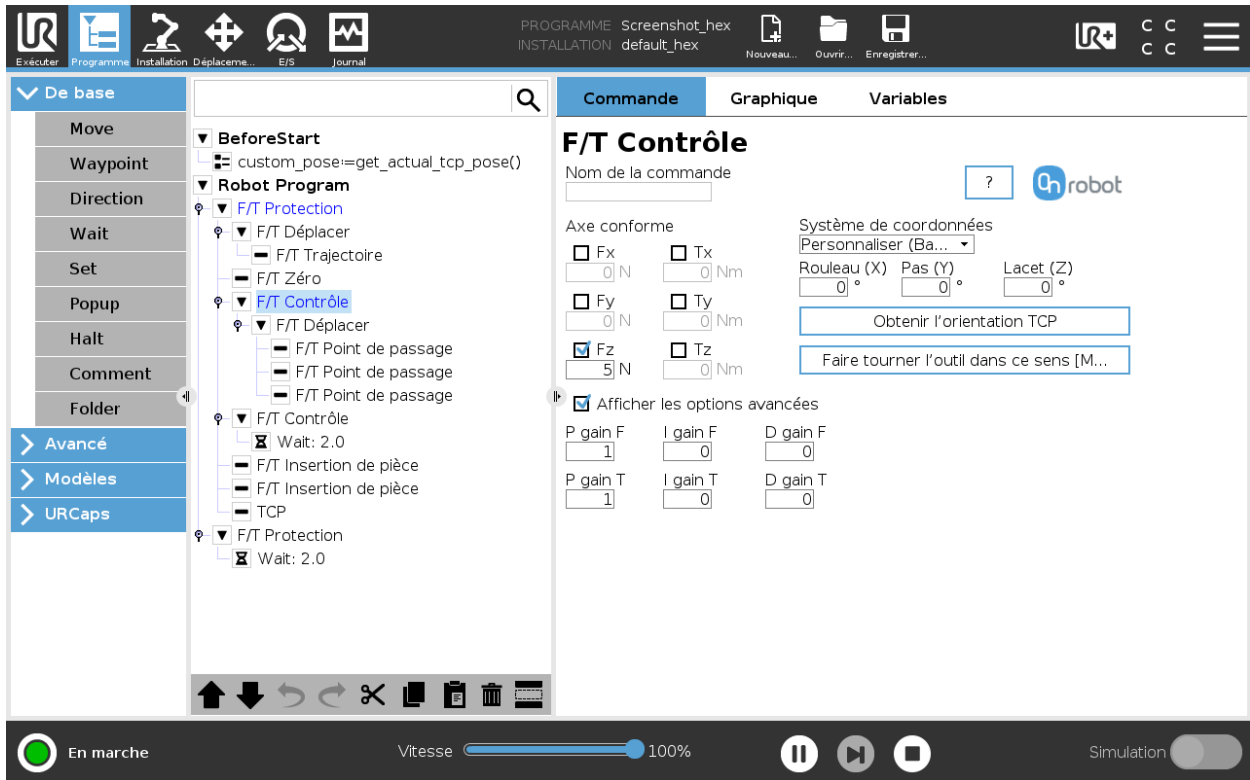 PROGRAMME Screenshot_hex
INSTALLATION default_hex
Exécuter
Programme
Installation
Déplaceme...
E/S
Journal
Nouveau...
Ouvrir...
Enregistrer...
UR+
C C
C C
De base
Move
Waypoint
Direction
Wait
Set
Popup
Halt
Comment
Folder
Avancé
Modèles
URCaps
BeforeStart
custom_pose≔get_actual_tcp_pose()
Robot Program
F/T Protection
F/T Déplacer
F/T Trajectoire
F/T Zéro
F/T Contrôle
F/T Déplacer
F/T Point de passage
F/T Point de passage
F/T Point de passage
F/T Contrôle
Wait: 2.0
F/T Insertion de pièce
F/T Insertion de pièce
TCP
F/T Protection
Wait: 2.0
Commande Graphique Variables
F/T Contrôle
Nom de la commande
?
On robot
Axe conforme
Fx Tx
0 N 0 Nm
Fy Ty
0 N 0 Nm
Fz Tz
5 N 0 Nm
Système de coordonnées
Personnaliser (Ba...
Rouleau (X) Pas (Y) Lacet (Z)
0 ° 0 ° 0 °
Obtenir l'orientation TCP
Faire tourner l'outil dans ce sens [M...
Afficher les options avancées
P gain F I gain F D gain F
1 0 0
P gain T I gain T D gain T
1 0 0
En marche
Vitesse 100%
Simulation